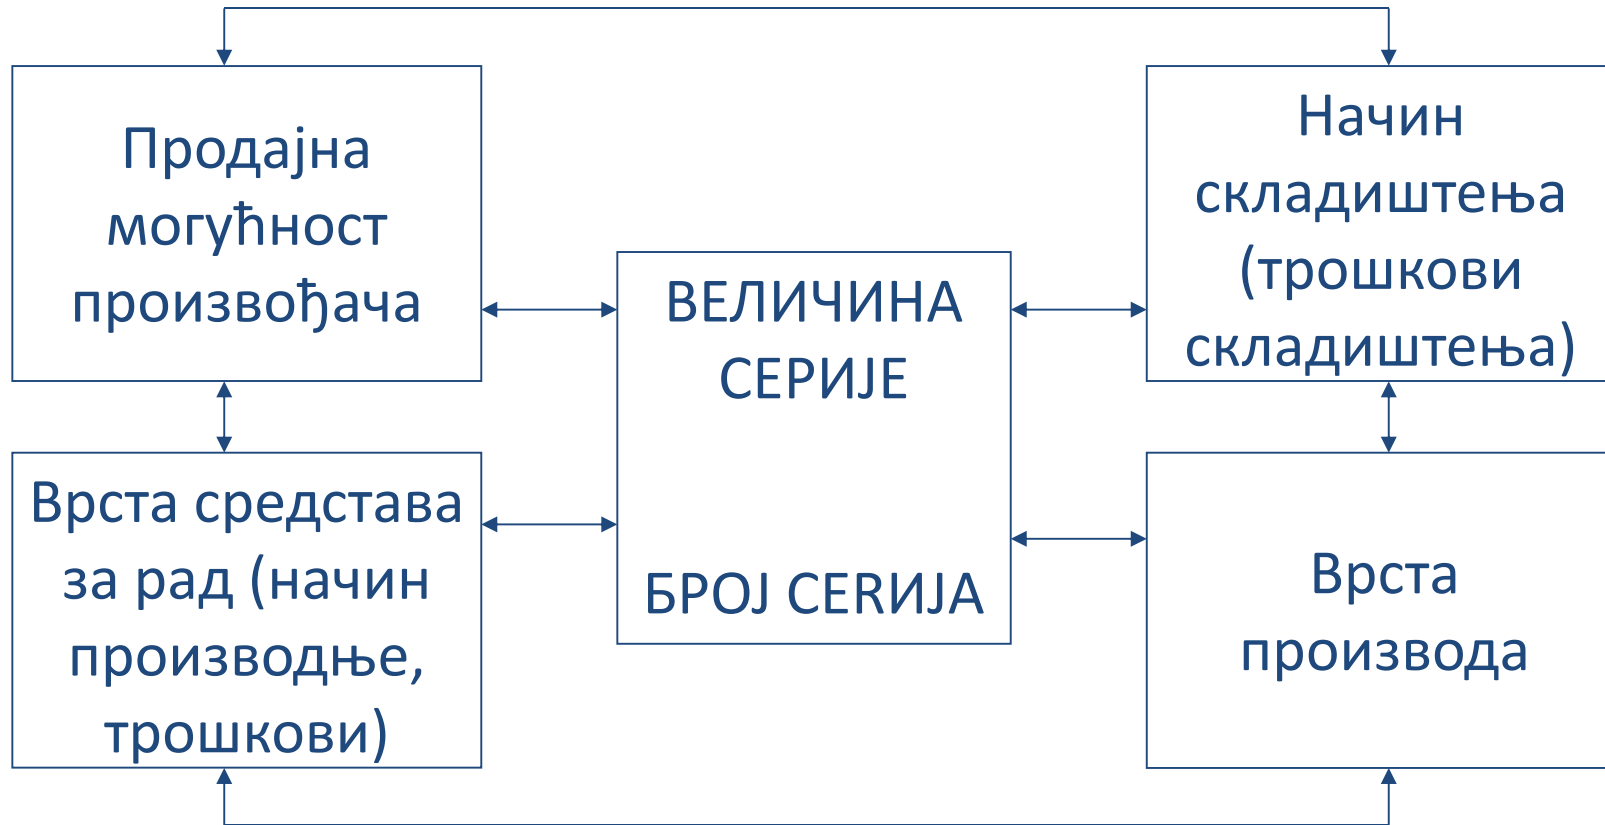 Продајна
могућност
произвођача
Начин
складиштења
(трошкови
складиштења)
ВЕЛИЧИНА
СЕРИЈЕ
БРОЈ СЕRИЈА
Врста средстава
за рад (начин
производње,
трошкови)
Врста
производа